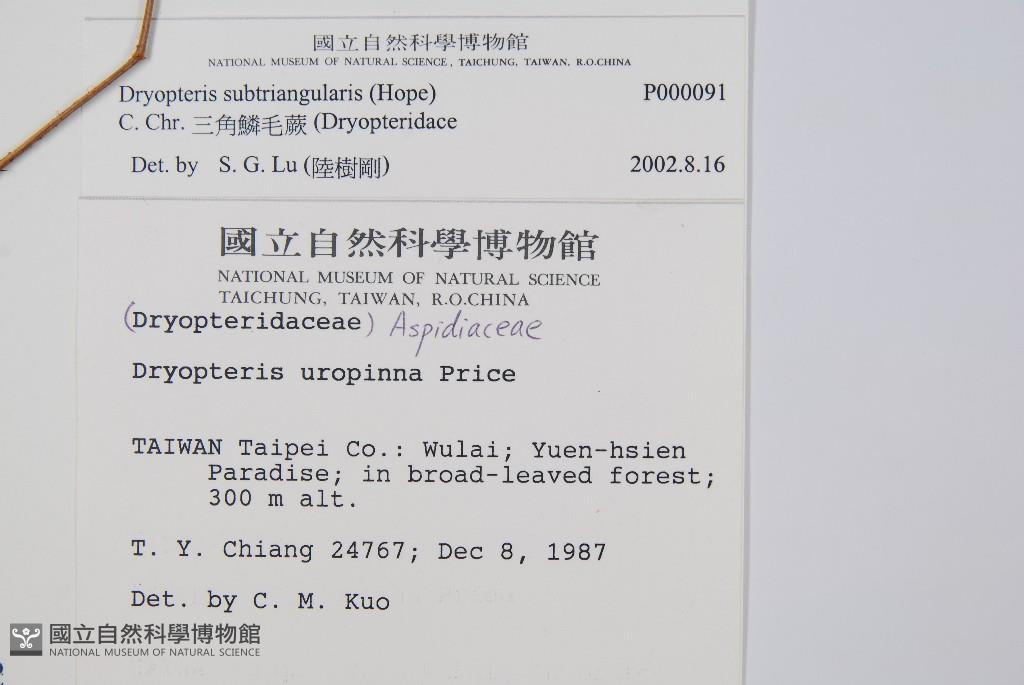 國立自然科學博物館
NATIONAL MUSEUM OF NATURAL SCIENCE, TAICHUNG, TAIWAN, R.O.CHINA
Dryopteris subtriangularis (Hope) P000091
C. Chr. 三角鱗毛蕨 (Dryopteridace
Det. by S. G. Lu (陸樹剛) 2002.8.16
國立自然科學博物館
NATIONAL MUSEUM OF NATURAL SCIENCE
TAICHUNG, TAIWAN, R.O.CHINA
(Dryopteridaceae) Aspidiaceae
Dryopteris uropinna Price
TAIWAN Taipei Co.: Wulai; Yuen-hsien
Paradise; in broad-leaved forest;
300 m alt.
T. Y. Chiang 24767; Dec 8, 1987
Det. by C. M. Kuo
國立自然科學博物館
NATIONAL MUSEUM OF NATURAL SCIENCE